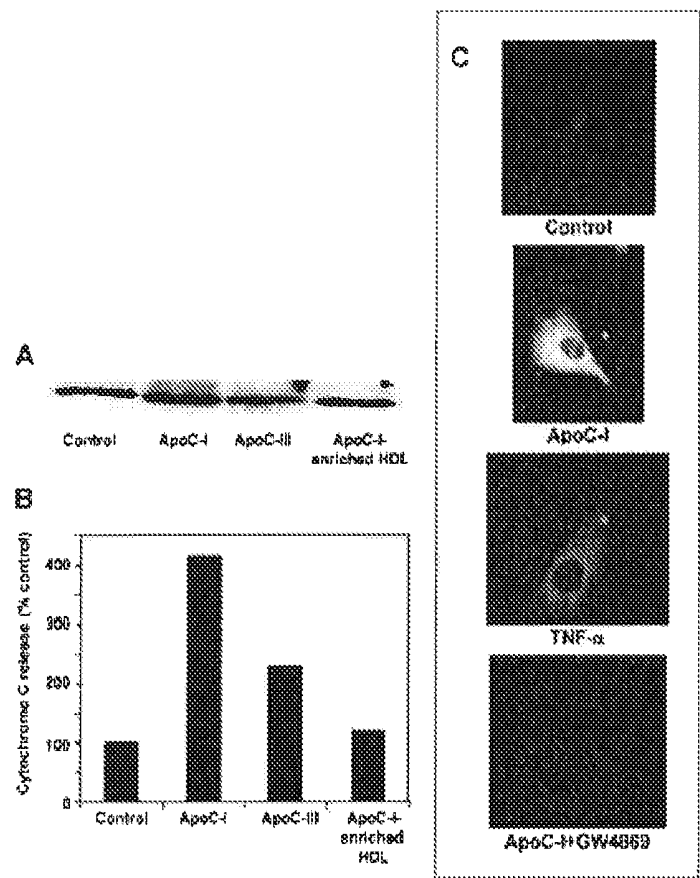 A
Control ApoC-I ApoC-III ApoC-I-
enriched HDL
B
Cytochrome C release (% control)
400
300
200
100
0
Control ApoC-I ApoC-III ApoC-I-
enriched
HDL
C
Control
ApoC-I
TNF-α
ApoC-I+GW4869